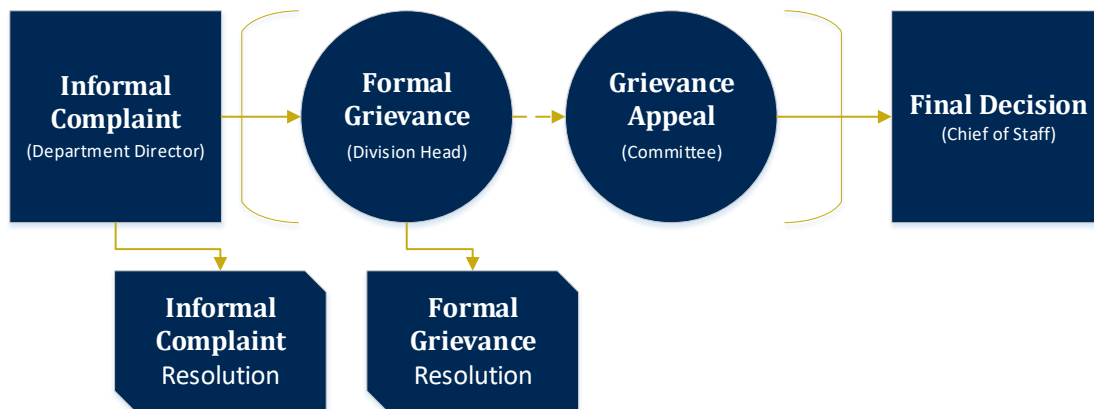 Informal
Complaint
(Department Director)
Formal
Grievance
(Division Head)
Grievance
Appeal
(Committee)
Final Decision
(Chief of Staff)
Informal
Complaint
Resolution
Formal
Grievance
Resolution